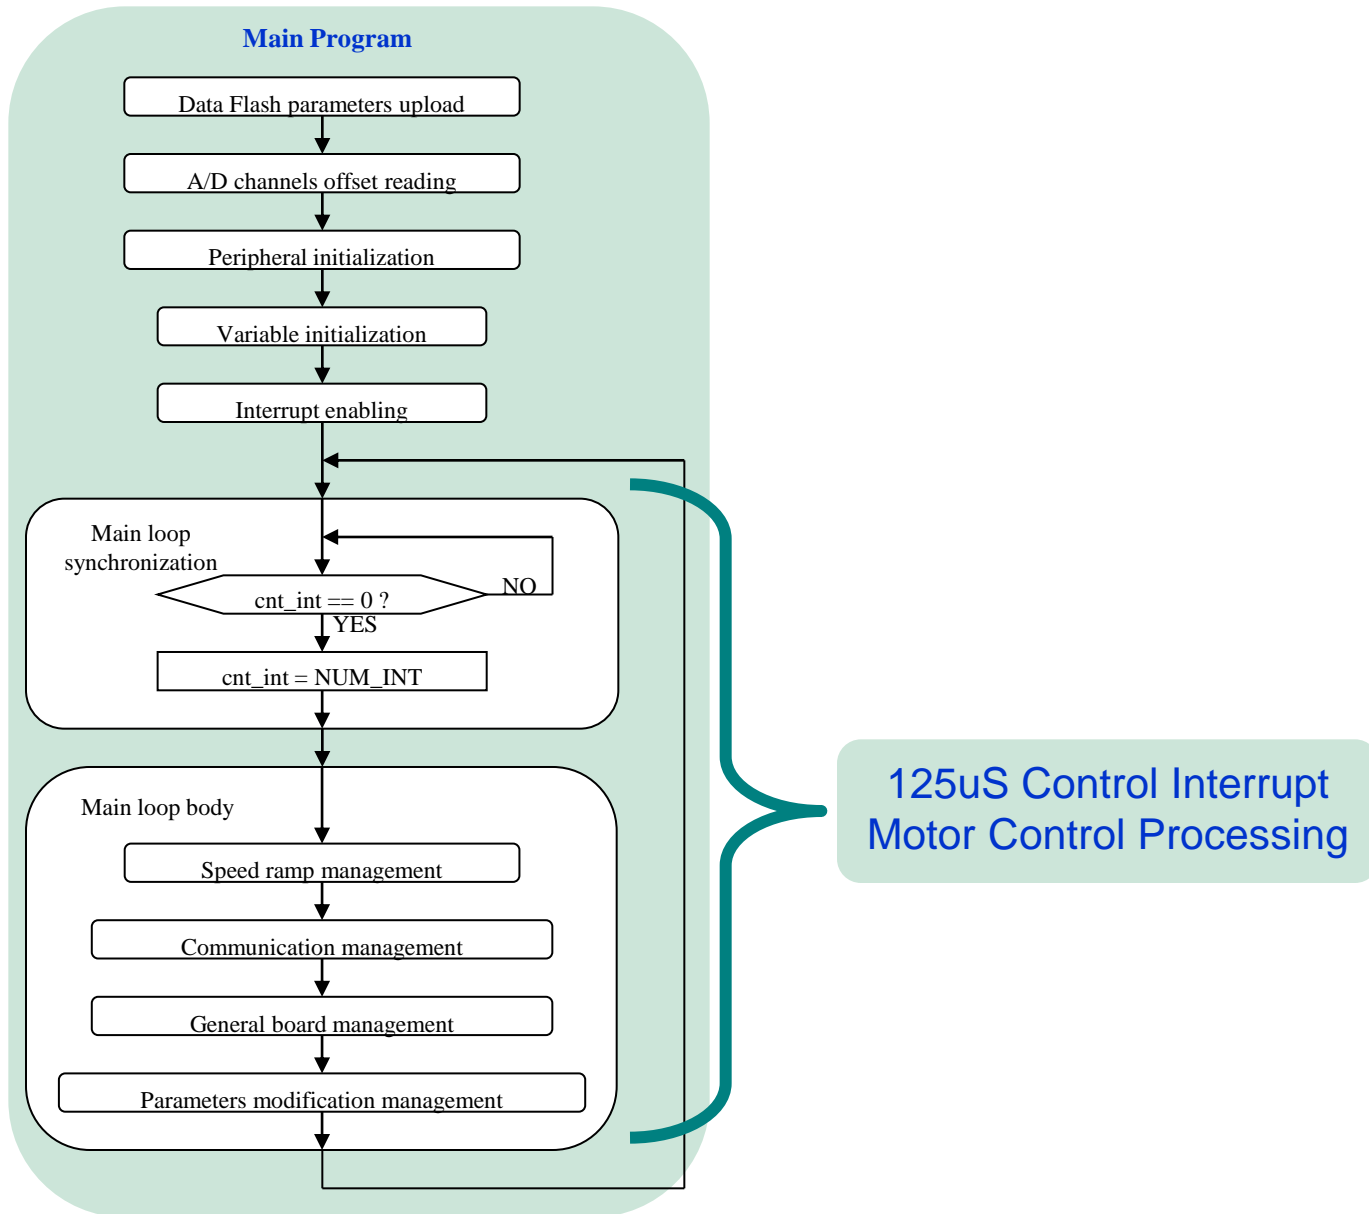 Main Program
Data Flash parameters upload
A/D channels offset reading
Peripheral initialization
Variable initialization
Interrupt enabling
Main loop
synchronization
cnt_int == 0 ?
NO
YES
cnt_int = NUM_INT
Main loop body
Speed ramp management
Communication management
General board management
Parameters modification management
125uS Control Interrupt
Motor Control Processing